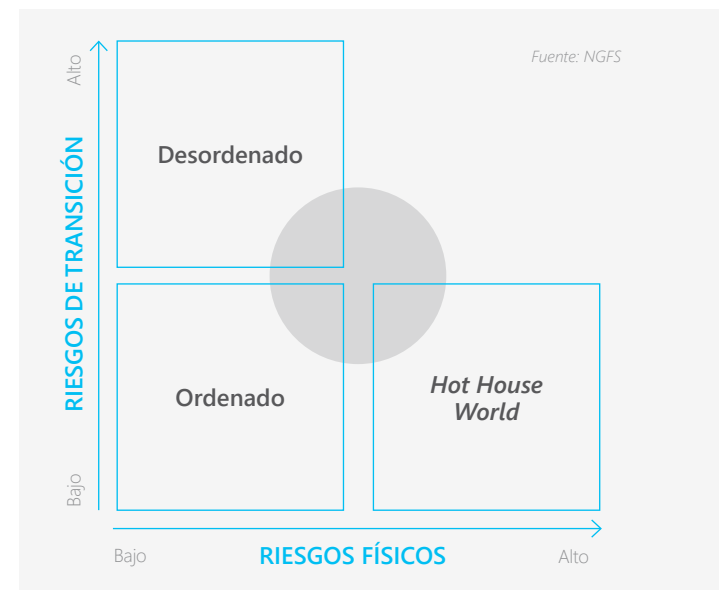 Fuente: NGFS
Alto
Desordenado
RIESGOS DE TRANSICIÓN
Ordenado
Hot House
World
Bajo
Bajo
RIESGOS FÍSICOS
Alto